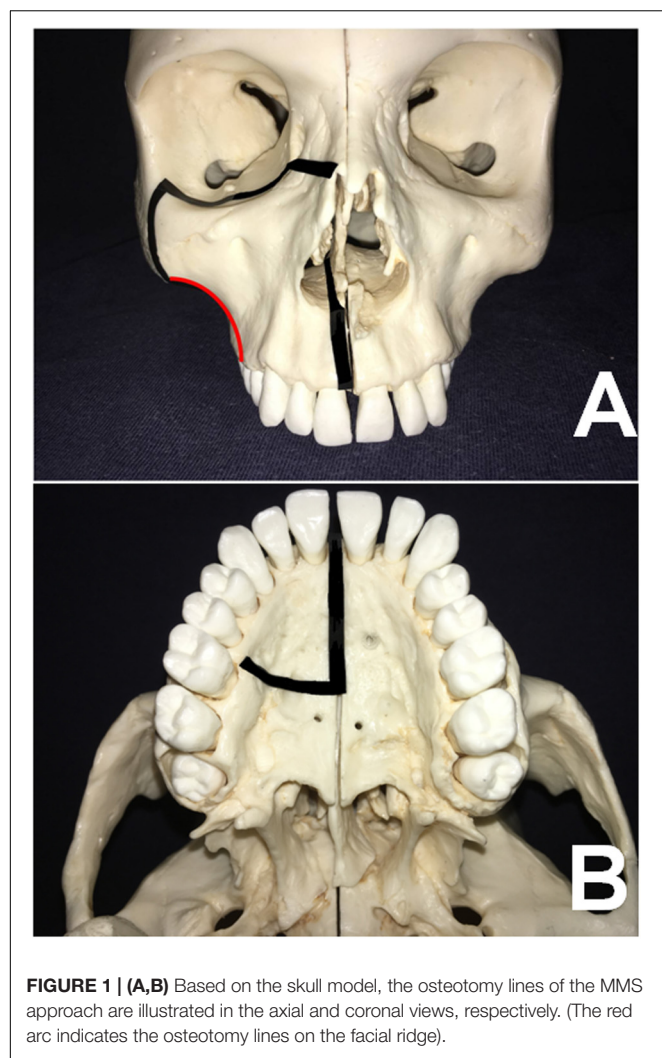 A
B
FIGURE 1 | (A,B) Based on the skull model, the osteotomy lines of the MMS
approach are illustrated in the axial and coronal views, respectively. (The red
arc indicates the osteotomy lines on the facial ridge).